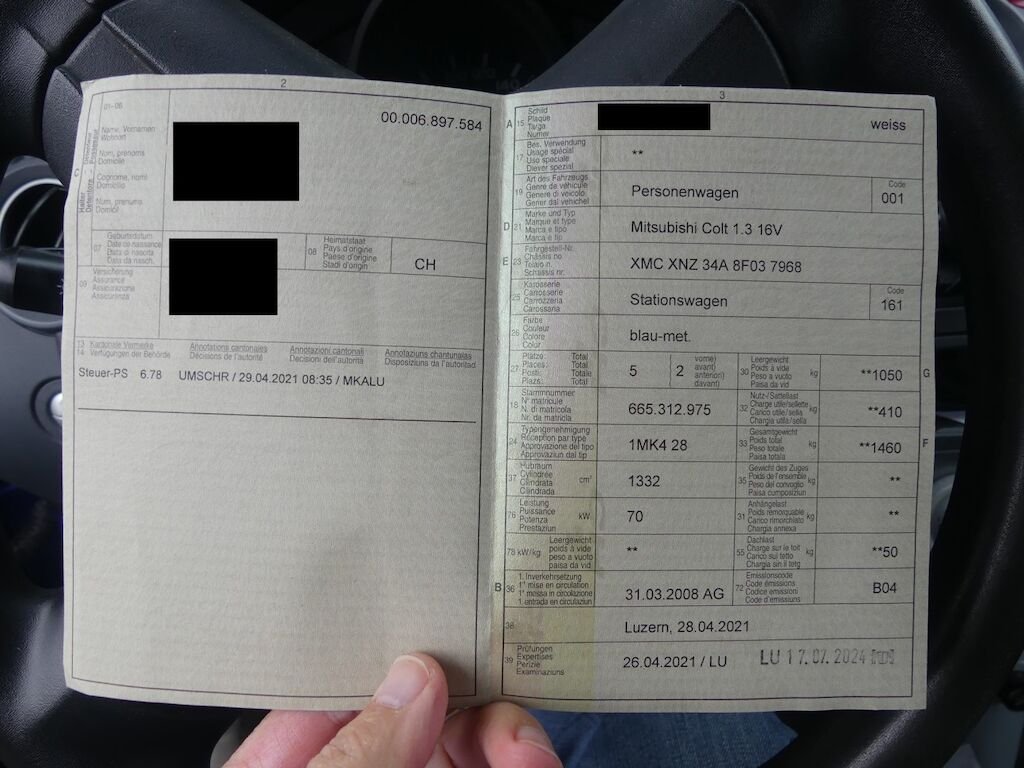 2
01-06
Name, Vornamen
Wohnort
Nom, prénoms
Domicile
Cognome, nomi
Domicilio
Num, prenums
Domicil
C
Halter - Détenteur
Detentore - Possessur
00.006.897.584
07
Geburtsdatum
Date de naissance
Data di nascita
Data da nasch.
08
Heimatstaat
Pays d'origine
Paese d'origine
Stadi d'origin
CH
09
Versicherung
Assurance
Assicurazione
Assicuranza
13 Kantonale Vermerke Annotations cantonales Annotazioni cantonali Annotaziuns chantunalas
14 Verfügungen der Behörde Décisions de l'autorité Decisioni dell'autorità Disposiziuns da l'autoritad
Steuer-PS 6.78 UMSCHR / 29.04.2021 08:35 / MKALU
3
A 15
Schild
Plaque
Targa
Numer
weiss
17
Bes. Verwendung
Usage spécial
Uso speciale
Diever spezial
**
19
Art des Fahrzeugs
Genre de véhicule
Genere di veicolo
Gener dal vehichel
Personenwagen
Code
001
D 21
Marke und Typ
Marque et type
Marca e tipo
Marca e tip
Mitsubishi Colt 1.3 16V
E 23
Fahrgestell-Nr.
Châssis no
Telaio n.
Schassis nr.
XMC XNZ 34A 8F03 7968
25
Karosserie
Carrosserie
Carrozzeria
Carossaria
Stationswagen
Code
161
26
Farbe
Couleur
Colore
Colur
blau-met.
27
Plätze: Total
Places: Total
Posti: Totale
Plazs: Total
5
2
vorne)
avant)
anteriori)
davant)
30
Leergewicht
Poids à vide
Peso a vuoto
Paisa da vid
kg
**1050
G
18
Stammnummer
N° matricule
N. di matricola
Nr. da matricla
665.312.975
32
Nutz-/Sattellast
Charge utile/sellette
Carico utile/sella
Chargia utila/sella
kg
**410
24
Typengenehmigung
Réception par type
Approvazione del tipo
Approvaziun dal tip
1MK4 28
33
Gesamtgewicht
Poids total
Peso totale
Paisa totala
kg
**1460
F
37
Hubraum
Cylindrée
Cilindrata
Cilindrada
cm³
1332
35
Gewicht des Zuges
Poids de l'ensemble
Peso del convoglio
Paisa cumposiziun
kg
**
76
Leistung
Puissance
Potenza
Prestaziun
kW
70
31
Anhängelast
Poids remorquable
Carico rimorchiato
Chargia annexa
kg
**
78 kW/kg
Leergewicht
poids à vide
peso a vuoto
paisa da vid
**
55
Dachlast
Charge sur le toit
Carico sul tetto
Chargia sin il tetg
kg
**50
B 36
1. Inverkehrsetzung
1re mise en circulation
1a messa in circolazione
1. entrada en circulaziun
31.03.2008 AG
72
Emissionscode
Code émissions
Codice emissioni
Code d'emissiuns
B04
38
Luzern, 28.04.2021
39
Prüfungen
Expertises
Perizie
Examinaziuns
26.04.2021 / LU
LU 17.07.2024